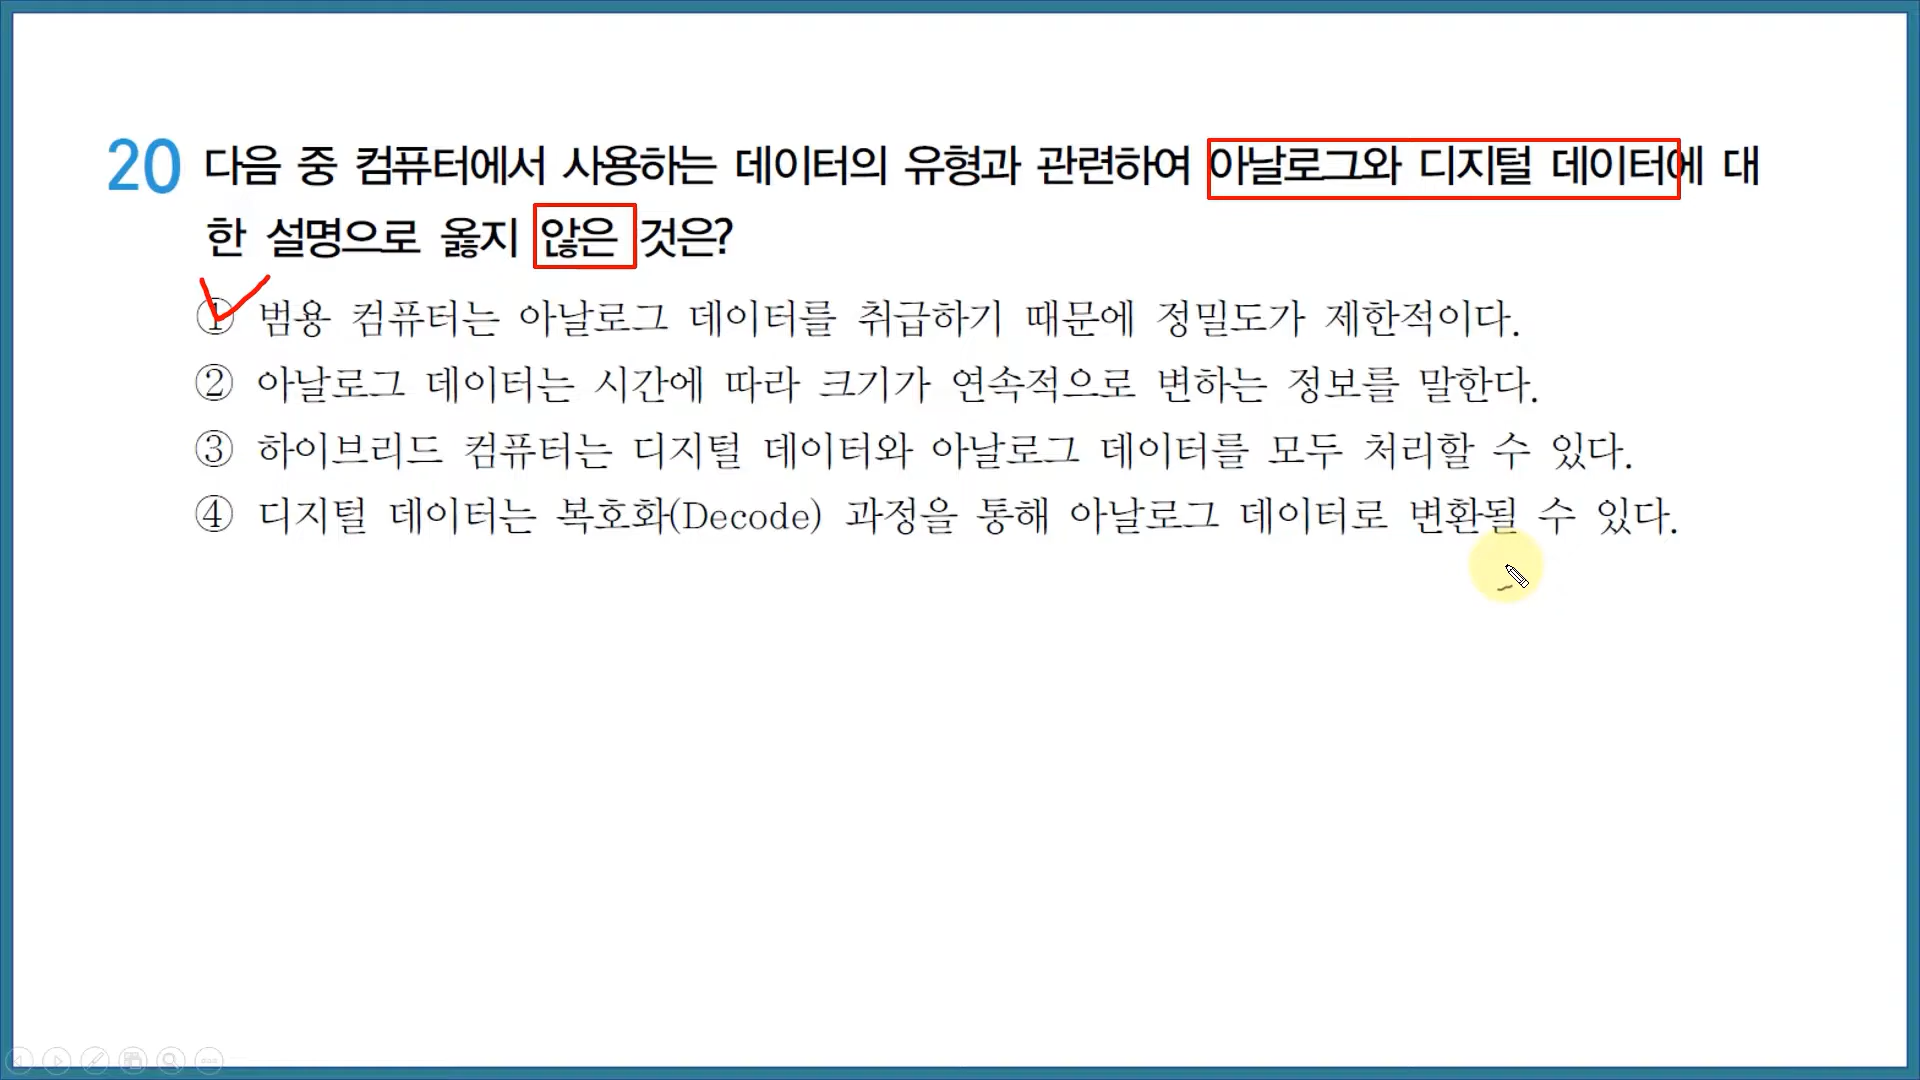 20 다음 중 컴퓨터에서 사용하는 데이터의 유형과 관련하여 아날로그와 디지털 데이터에 대
한 설명으로 옳지 않은 것은?
① 범용 컴퓨터는 아날로그 데이터를 취급하기 때문에 정밀도가 제한적이다.
② 아날로그 데이터는 시간에 따라 크기가 연속적으로 변하는 정보를 말한다.
③ 하이브리드 컴퓨터는 디지털 데이터와 아날로그 데이터를 모두 처리할 수 있다.
④ 디지털 데이터는 복호화(Decode) 과정을 통해 아날로그 데이터로 변환될 수 있다.